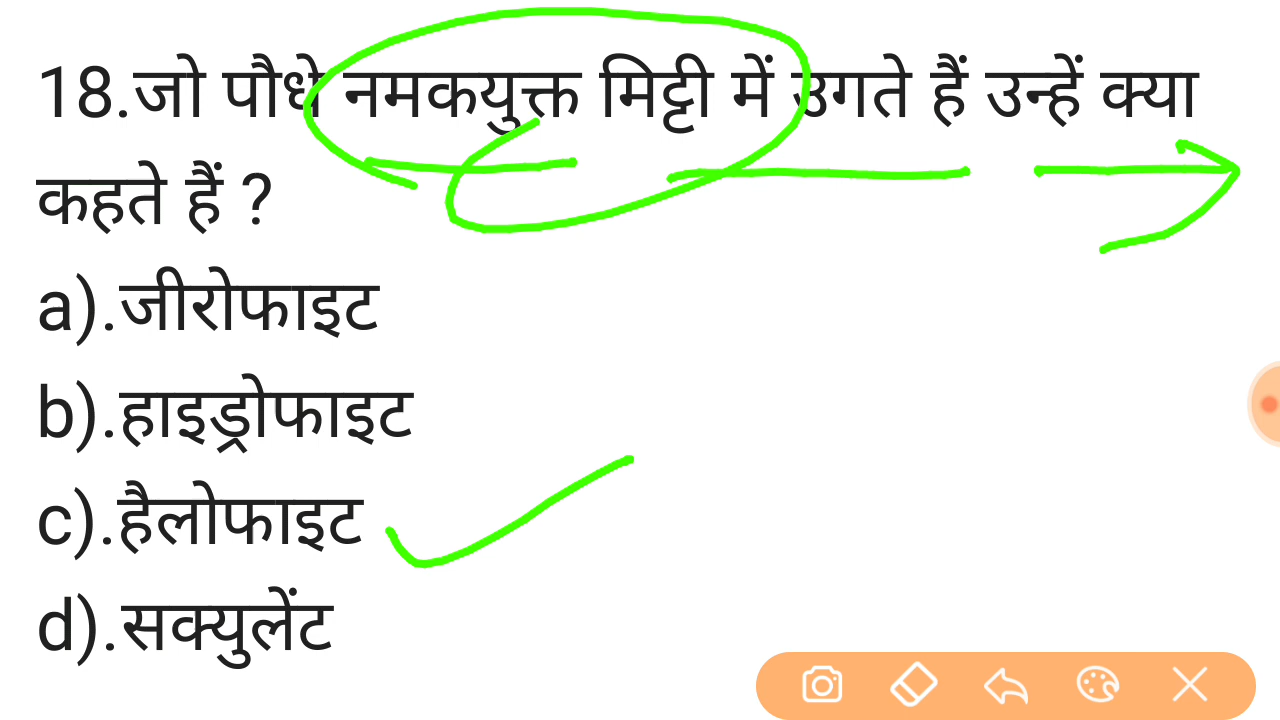 18.जो पौधे नमकयुक्त मिट्टी में उगते हैं उन्हें क्या
कहते हैं ?
a).जीरोफाइट
b).हाइड्रोफाइट
c).हैलोफाइट
d).सक्युलेंट